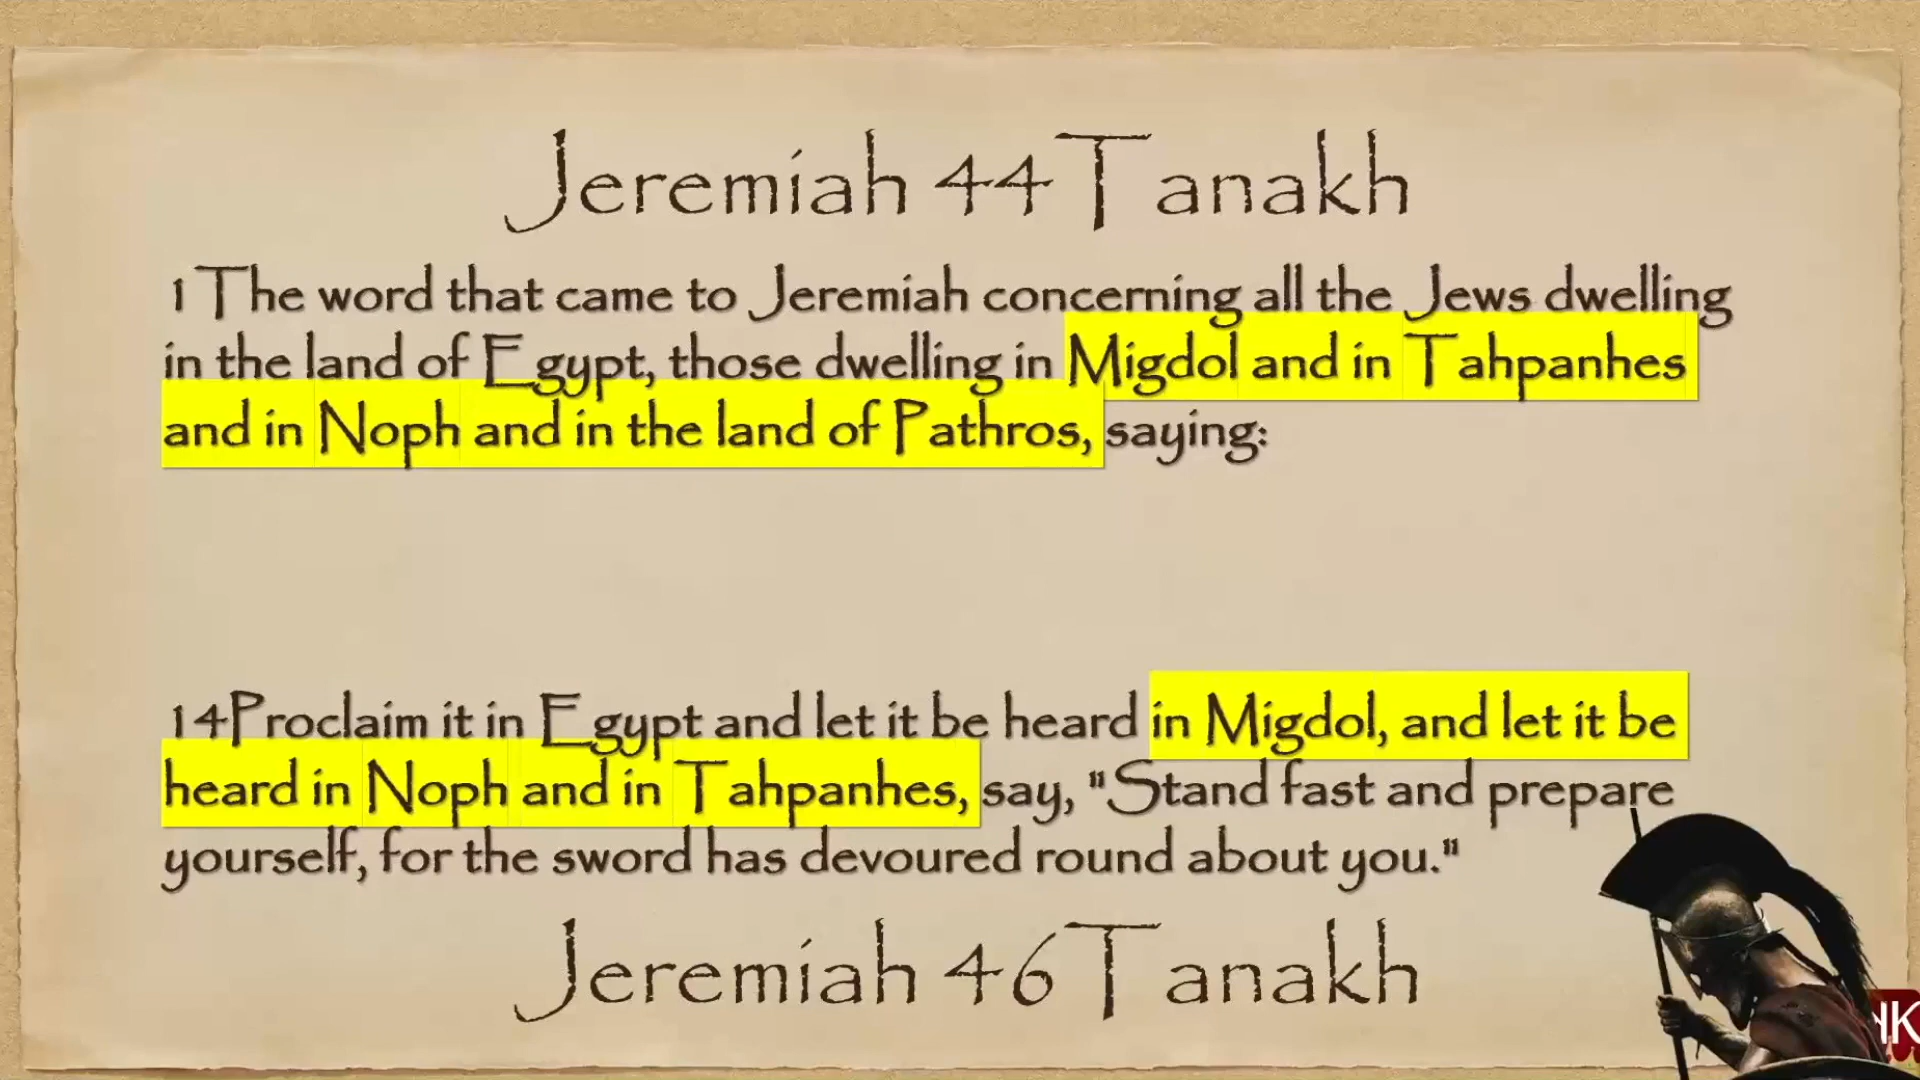 Jeremiah 44 Tanakh
1 The word that came to Jeremiah concerning all the Jews dwelling
in the land of Egypt, those dwelling in Migdol and in Tahpanhes
and in Noph and in the land of Pathros, saying:
14Proclaim it in Egypt and let it be heard in Migdol, and let it be
heard in Noph and in Tahpanhes, say, "Stand fast and prepare
yourself, for the sword has devoured round about you."
Jeremiah 46 Tanakh